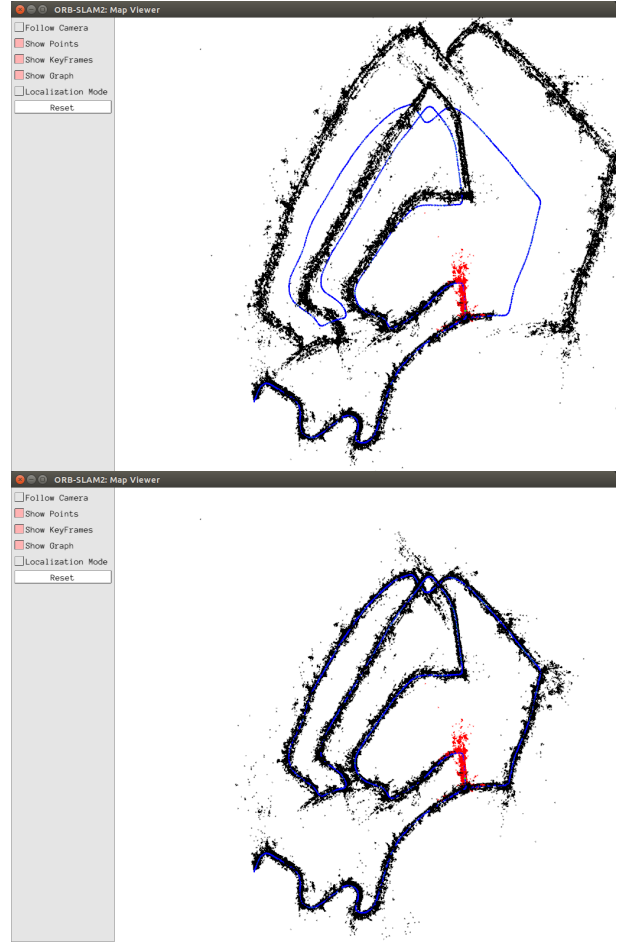 ORB-SLAM2: Map Viewer
Follow Camera
Show Points
Show KeyFrames
Show Graph
Localization Mode
Reset
ORB-SLAM2: Map Viewer
Follow Camera
Show Points
Show KeyFrames
Show Graph
Localization Mode
Reset